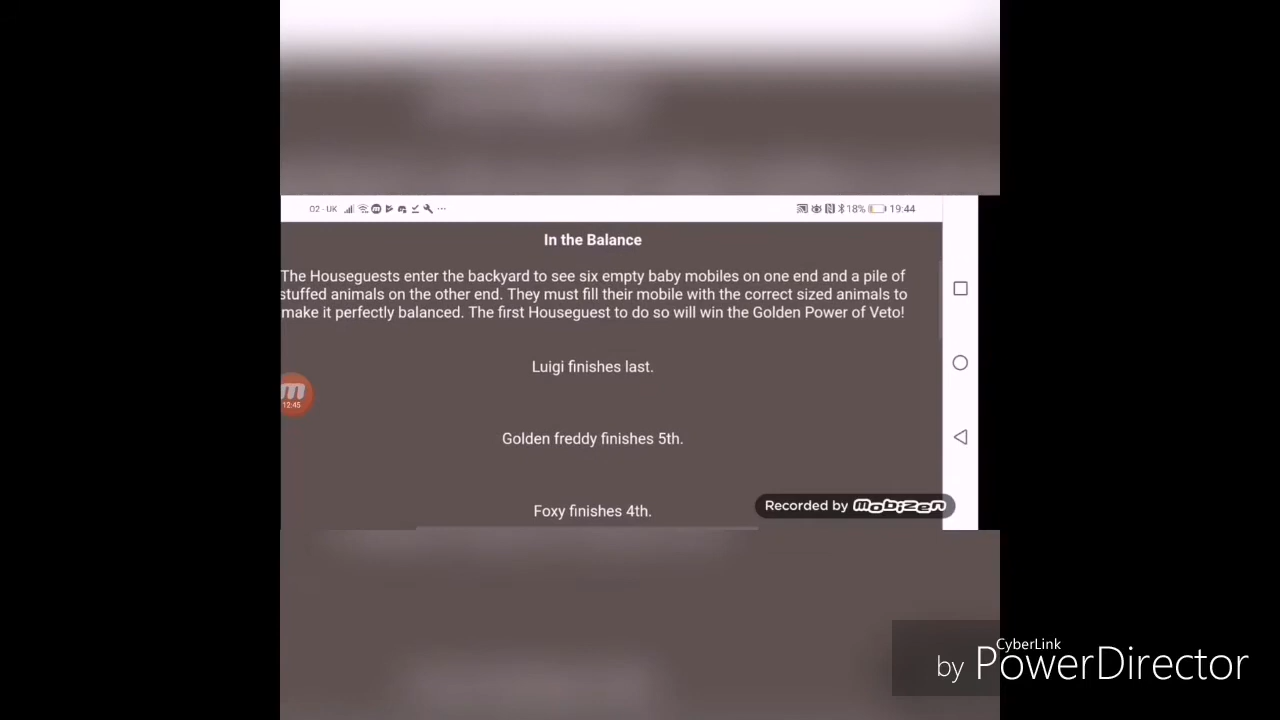 O2 - UK
18% 19:44
In the Balance
The Houseguests enter the backyard to see six empty baby mobiles on one end and a pile of
stuffed animals on the other end. They must fill their mobile with the correct sized animals to
make it perfectly balanced. The first Houseguest to do so will win the Golden Power of Veto!
Luigi finishes last.
m
12:45
Golden freddy finishes 5th.
Recorded by mobizen
Foxy finishes 4th.
CyberLink
by PowerDirector